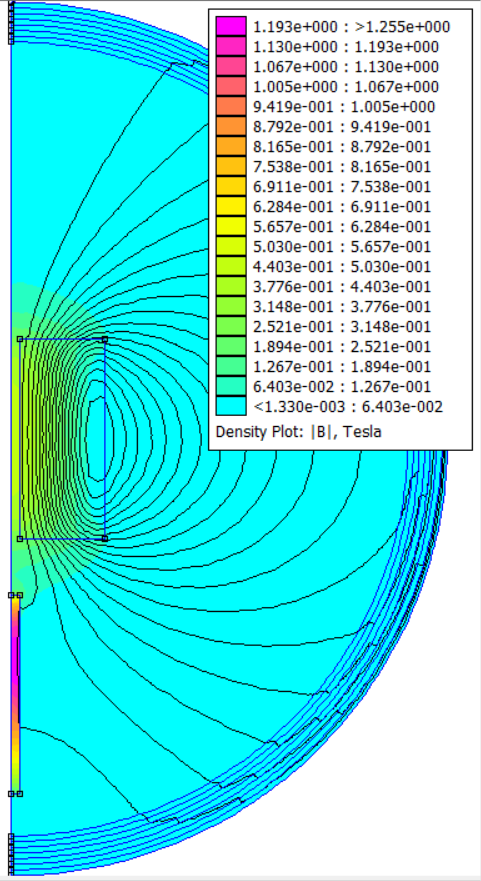 1.193e+000 : >1.255e+000
1.130e+000 : 1.193e+000
1.067e+000 : 1.130e+000
1.005e+000 : 1.067e+000
9.419e-001 : 1.005e+000
8.792e-001 : 9.419e-001
8.165e-001 : 8.792e-001
7.538e-001 : 8.165e-001
6.911e-001 : 7.538e-001
6.284e-001 : 6.911e-001
5.657e-001 : 6.284e-001
5.030e-001 : 5.657e-001
4.403e-001 : 5.030e-001
3.776e-001 : 4.403e-001
3.148e-001 : 3.776e-001
2.521e-001 : 3.148e-001
1.894e-001 : 2.521e-001
1.267e-001 : 1.894e-001
6.403e-002 : 1.267e-001
<1.330e-003 : 6.403e-002
Density Plot: |B|, Tesla